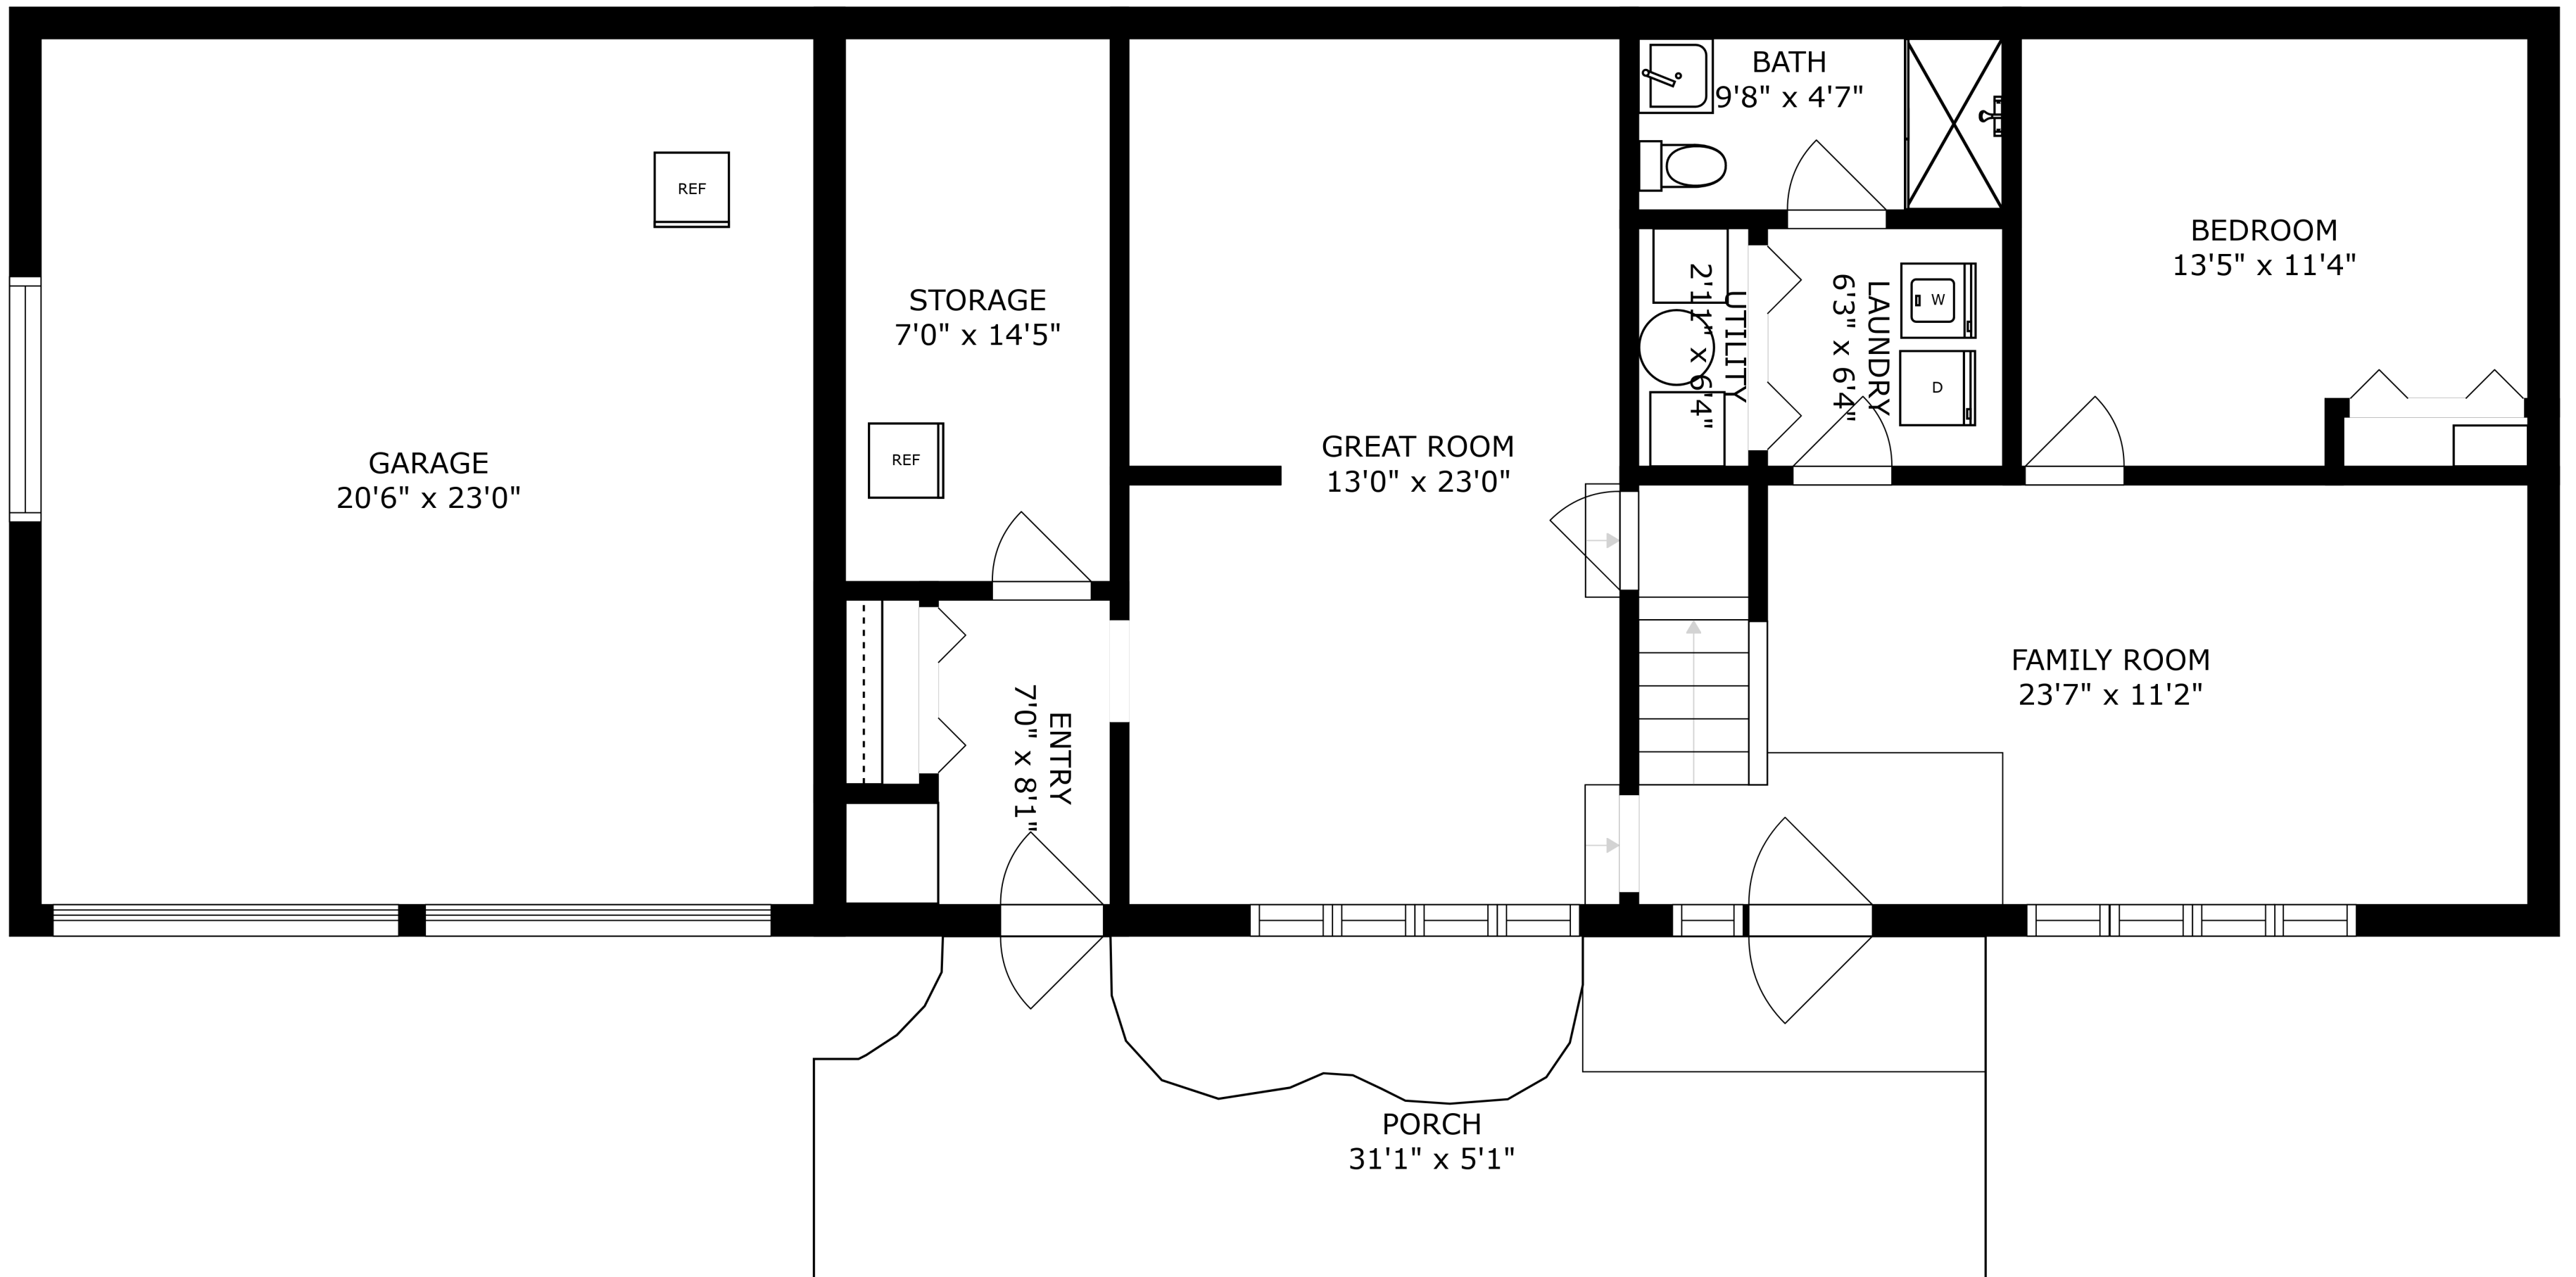 BATH
9'8" x 4'7"
REF
BEDROOM
13'5" x 11'4"
STORAGE
7'0" x 14'5"
UTILITY
2'11" x 6'4"
LAUNDRY
6'3" x 6'4"
W
D
GARAGE
20'6" x 23'0"
REF
GREAT ROOM
13'0" x 23'0"
FAMILY ROOM
23'7" x 11'2"
ENTRY
7'0" x 8'1"
PORCH
31'1" x 5'1"